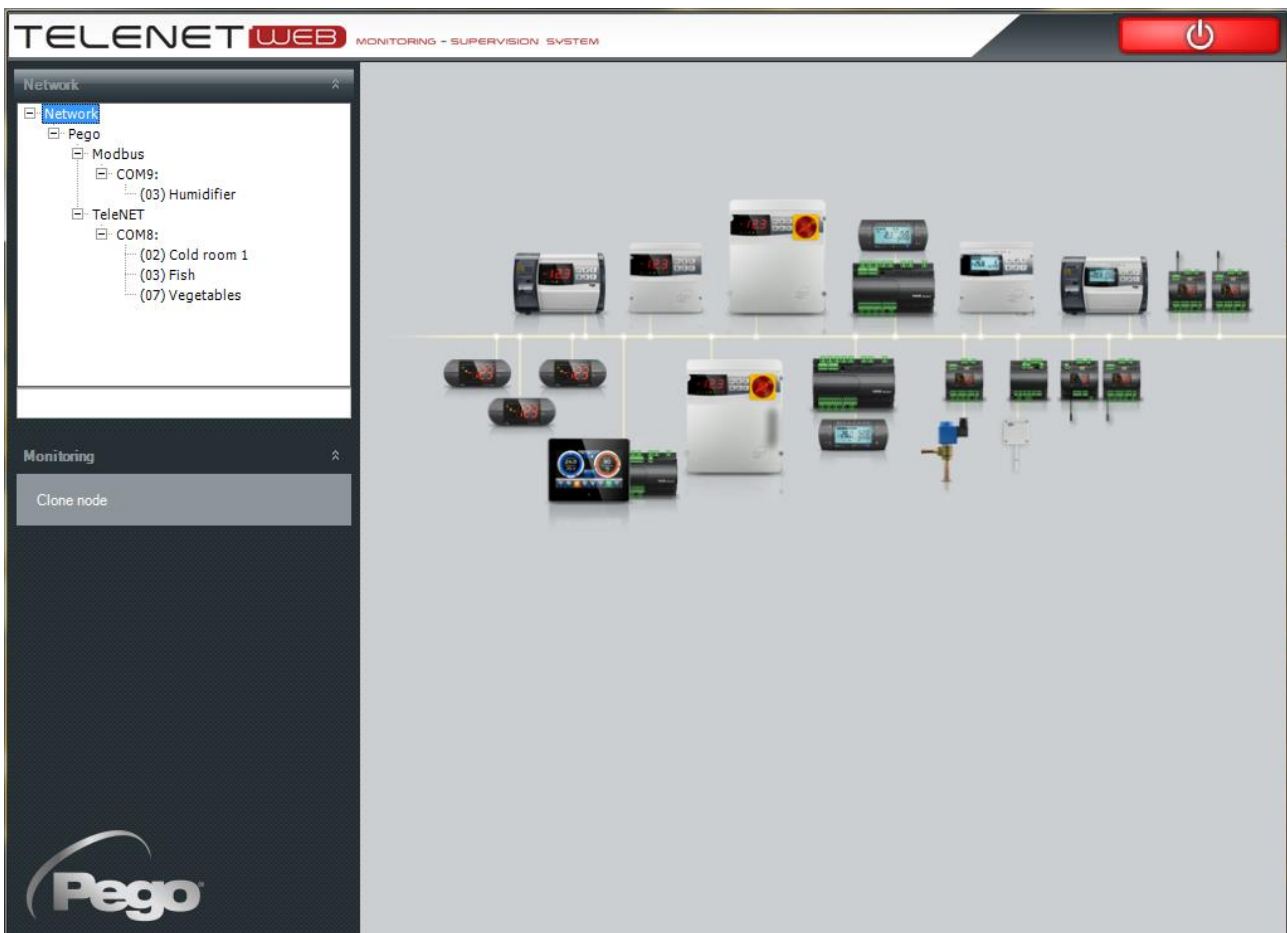 TELENET WEB MONITORING - SUPERVISION SYSTEM
Network
Network
Pego
Modbus
COM9:
(03) Humidifier
TeleNET
COM8:
(02) Cold room 1
(03) Fish
(07) Vegetables
Monitoring
Clone node
Pego